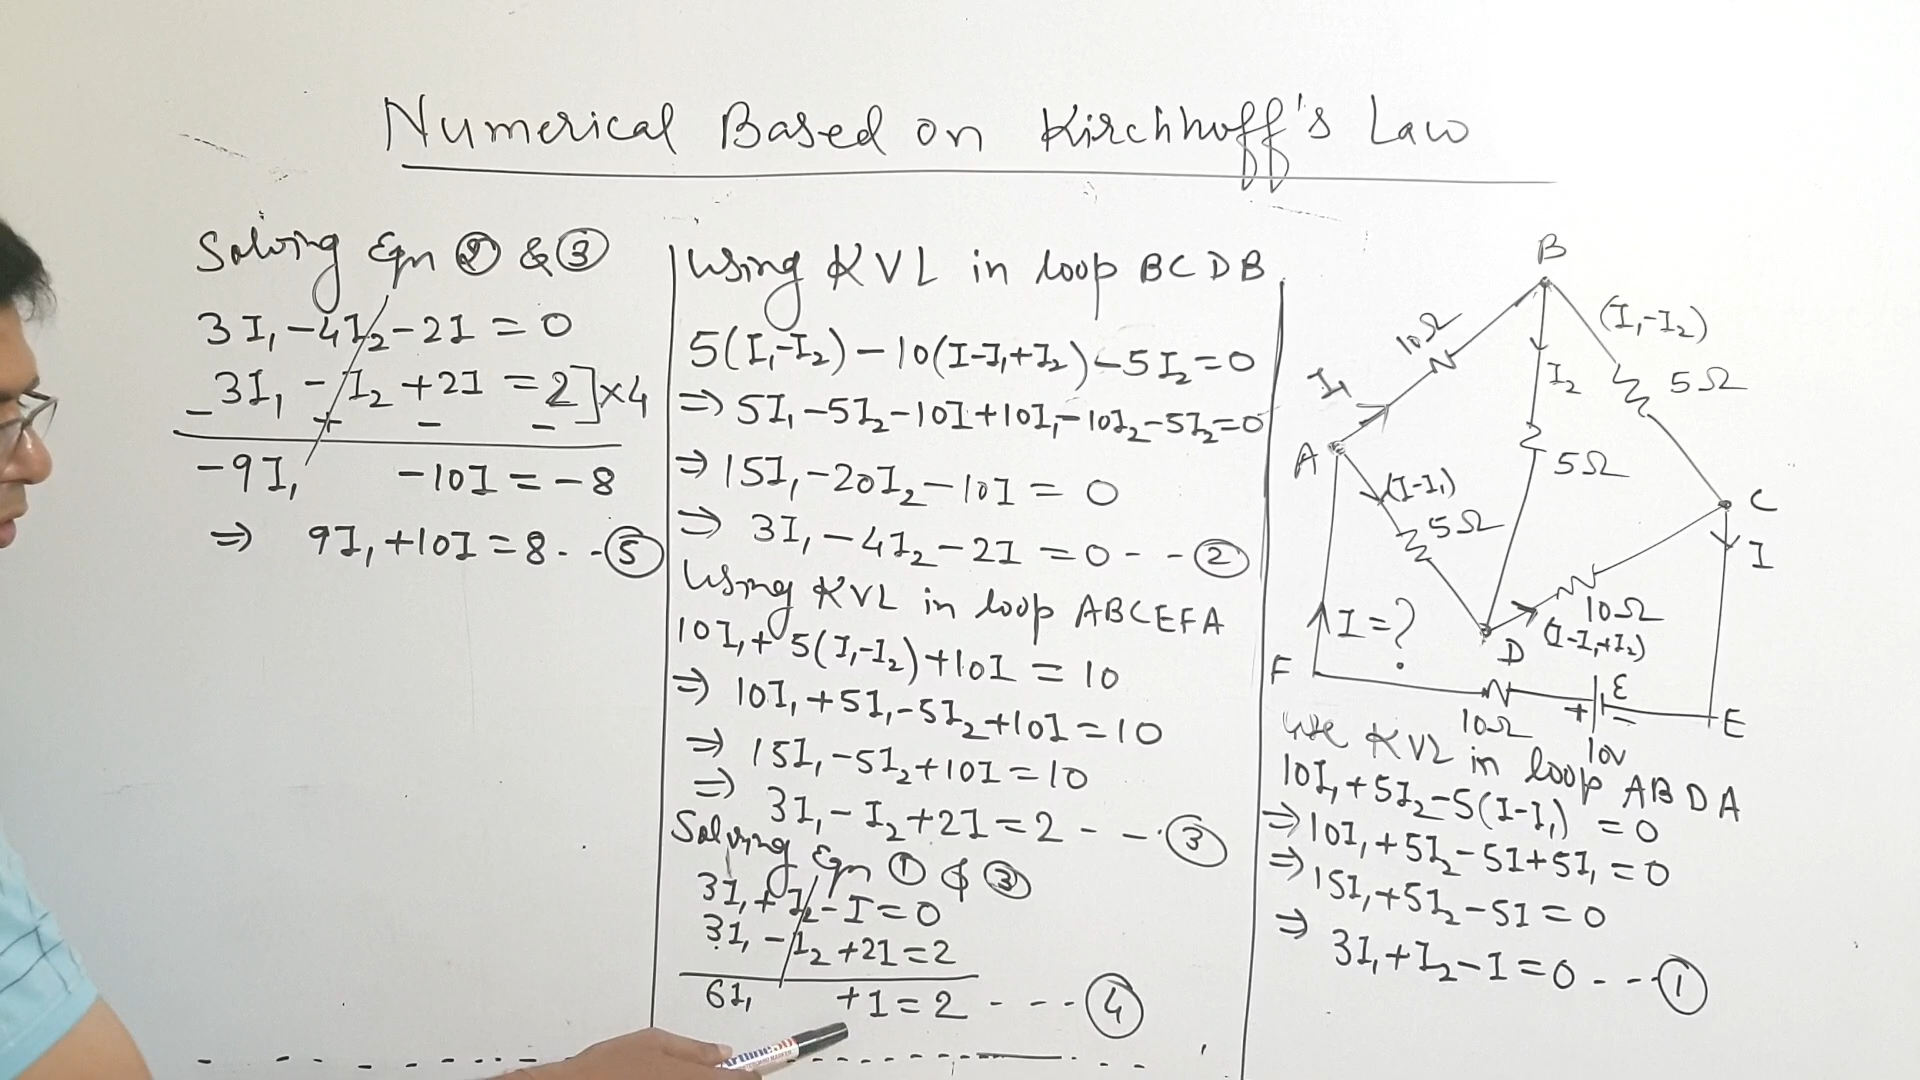 Numerical Based on Kirchhoff's Law
Solving Eqn ② & ③
3I₁ - 4I₂ - 2I = 0
3I₁ - I₂ + 2I = 2] × 4
- + - -
-9I₁ -10I = -8
⇒ 9I₁ + 10I = 8 - - ⑤
Using KVL in loop BCDB
5(I₁-I₂) - 10(I-I₁+I₂) - 5I₂ = 0
⇒ 5I₁ - 5I₂ - 10I + 10I₁ - 10I₂ - 5I₂ = 0
⇒ 15I₁ - 20I₂ - 10I = 0
⇒ 3I₁ - 4I₂ - 2I = 0 - - ②
Using KVL in loop ABCEFA
10I₁ + 5(I₁-I₂) + 10I = 10
⇒ 10I₁ + 5I₁ - 5I₂ + 10I = 10
⇒ 15I₁ - 5I₂ + 10I = 10
⇒ 3I₁ - I₂ + 2I = 2 - - - ③
Solving Eqn ① & ③
3I₁ + I₂ - I = 0
3I₁ - I₂ + 2I = 2
6I₁ + I = 2 - - - - ④
B
(I₁-I₂)
10Ω
I₁
I₂
5Ω
A
5Ω
(I-I₁)
C
5Ω
I
I = ?
10Ω
(I-I₁+I₂)
D
F
ε
+ -
E
10Ω
10V
Use KVL in loop ABDA
10I₁ + 5I₂ - 5(I-I₁) = 0
⇒ 10I₁ + 5I₂ - 5I + 5I₁ = 0
⇒ 15I₁ + 5I₂ - 5I = 0
⇒ 3I₁ + I₂ - I = 0 - - - ①